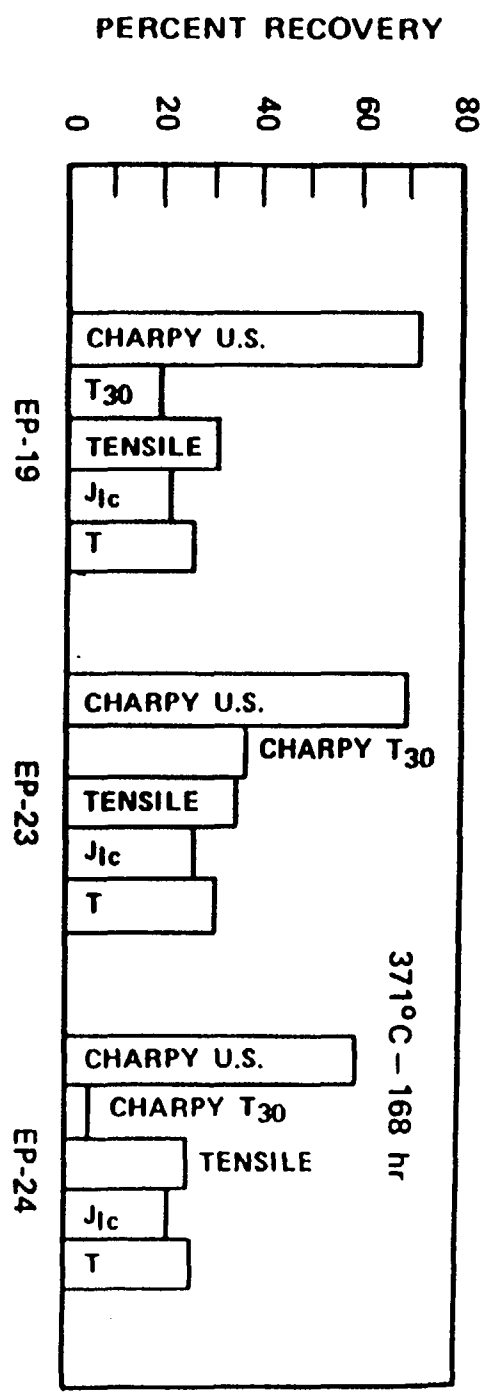 PERCENT RECOVERY
0
20
40
60
80
CHARPY U.S.
T30
TENSILE
JIc
T
EP-19
CHARPY U.S.
CHARPY T30
TENSILE
JIc
T
EP-23
371°C – 168 hr
CHARPY U.S.
CHARPY T30
TENSILE
JIc
T
EP-24